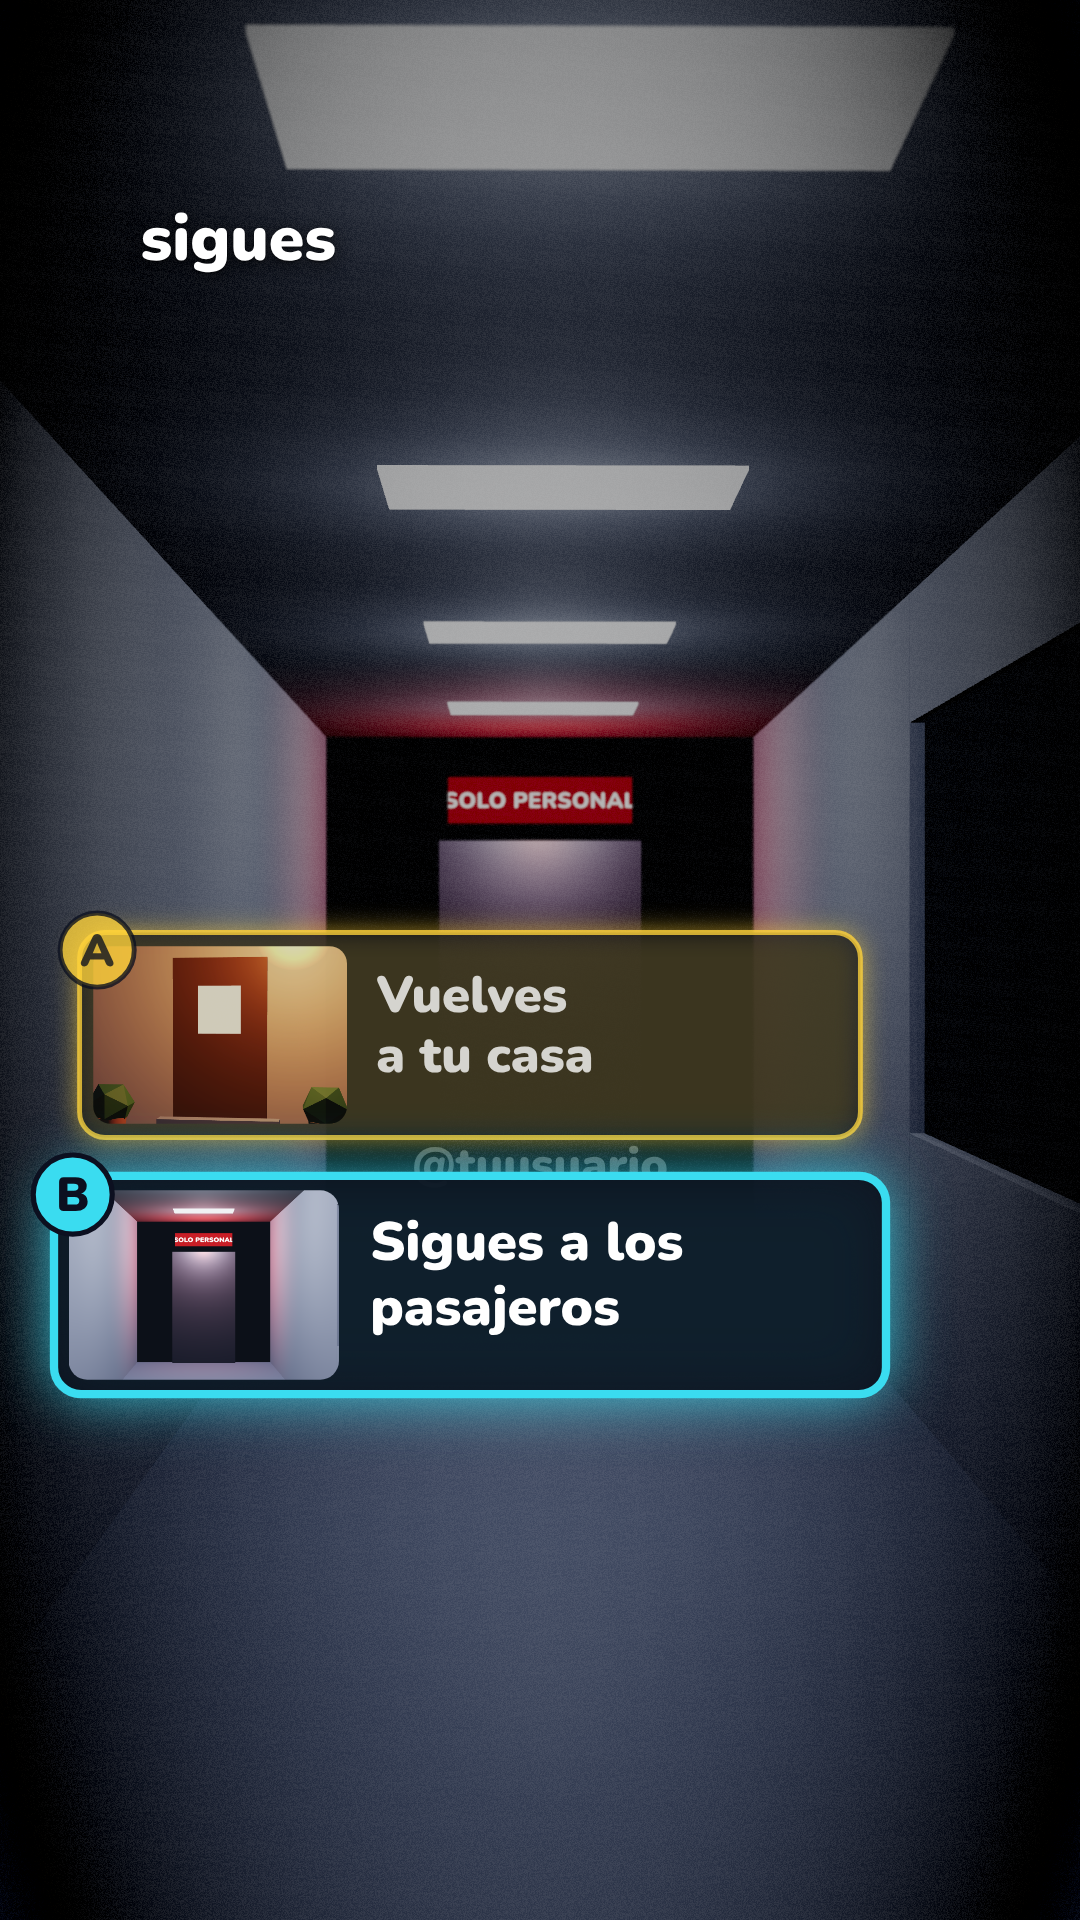 sigues
SOLO PERSONAL
A
Vuelves
a tu casa
@tuusuario
B
SOLO PERSONAL
Sigues a los
pasajeros